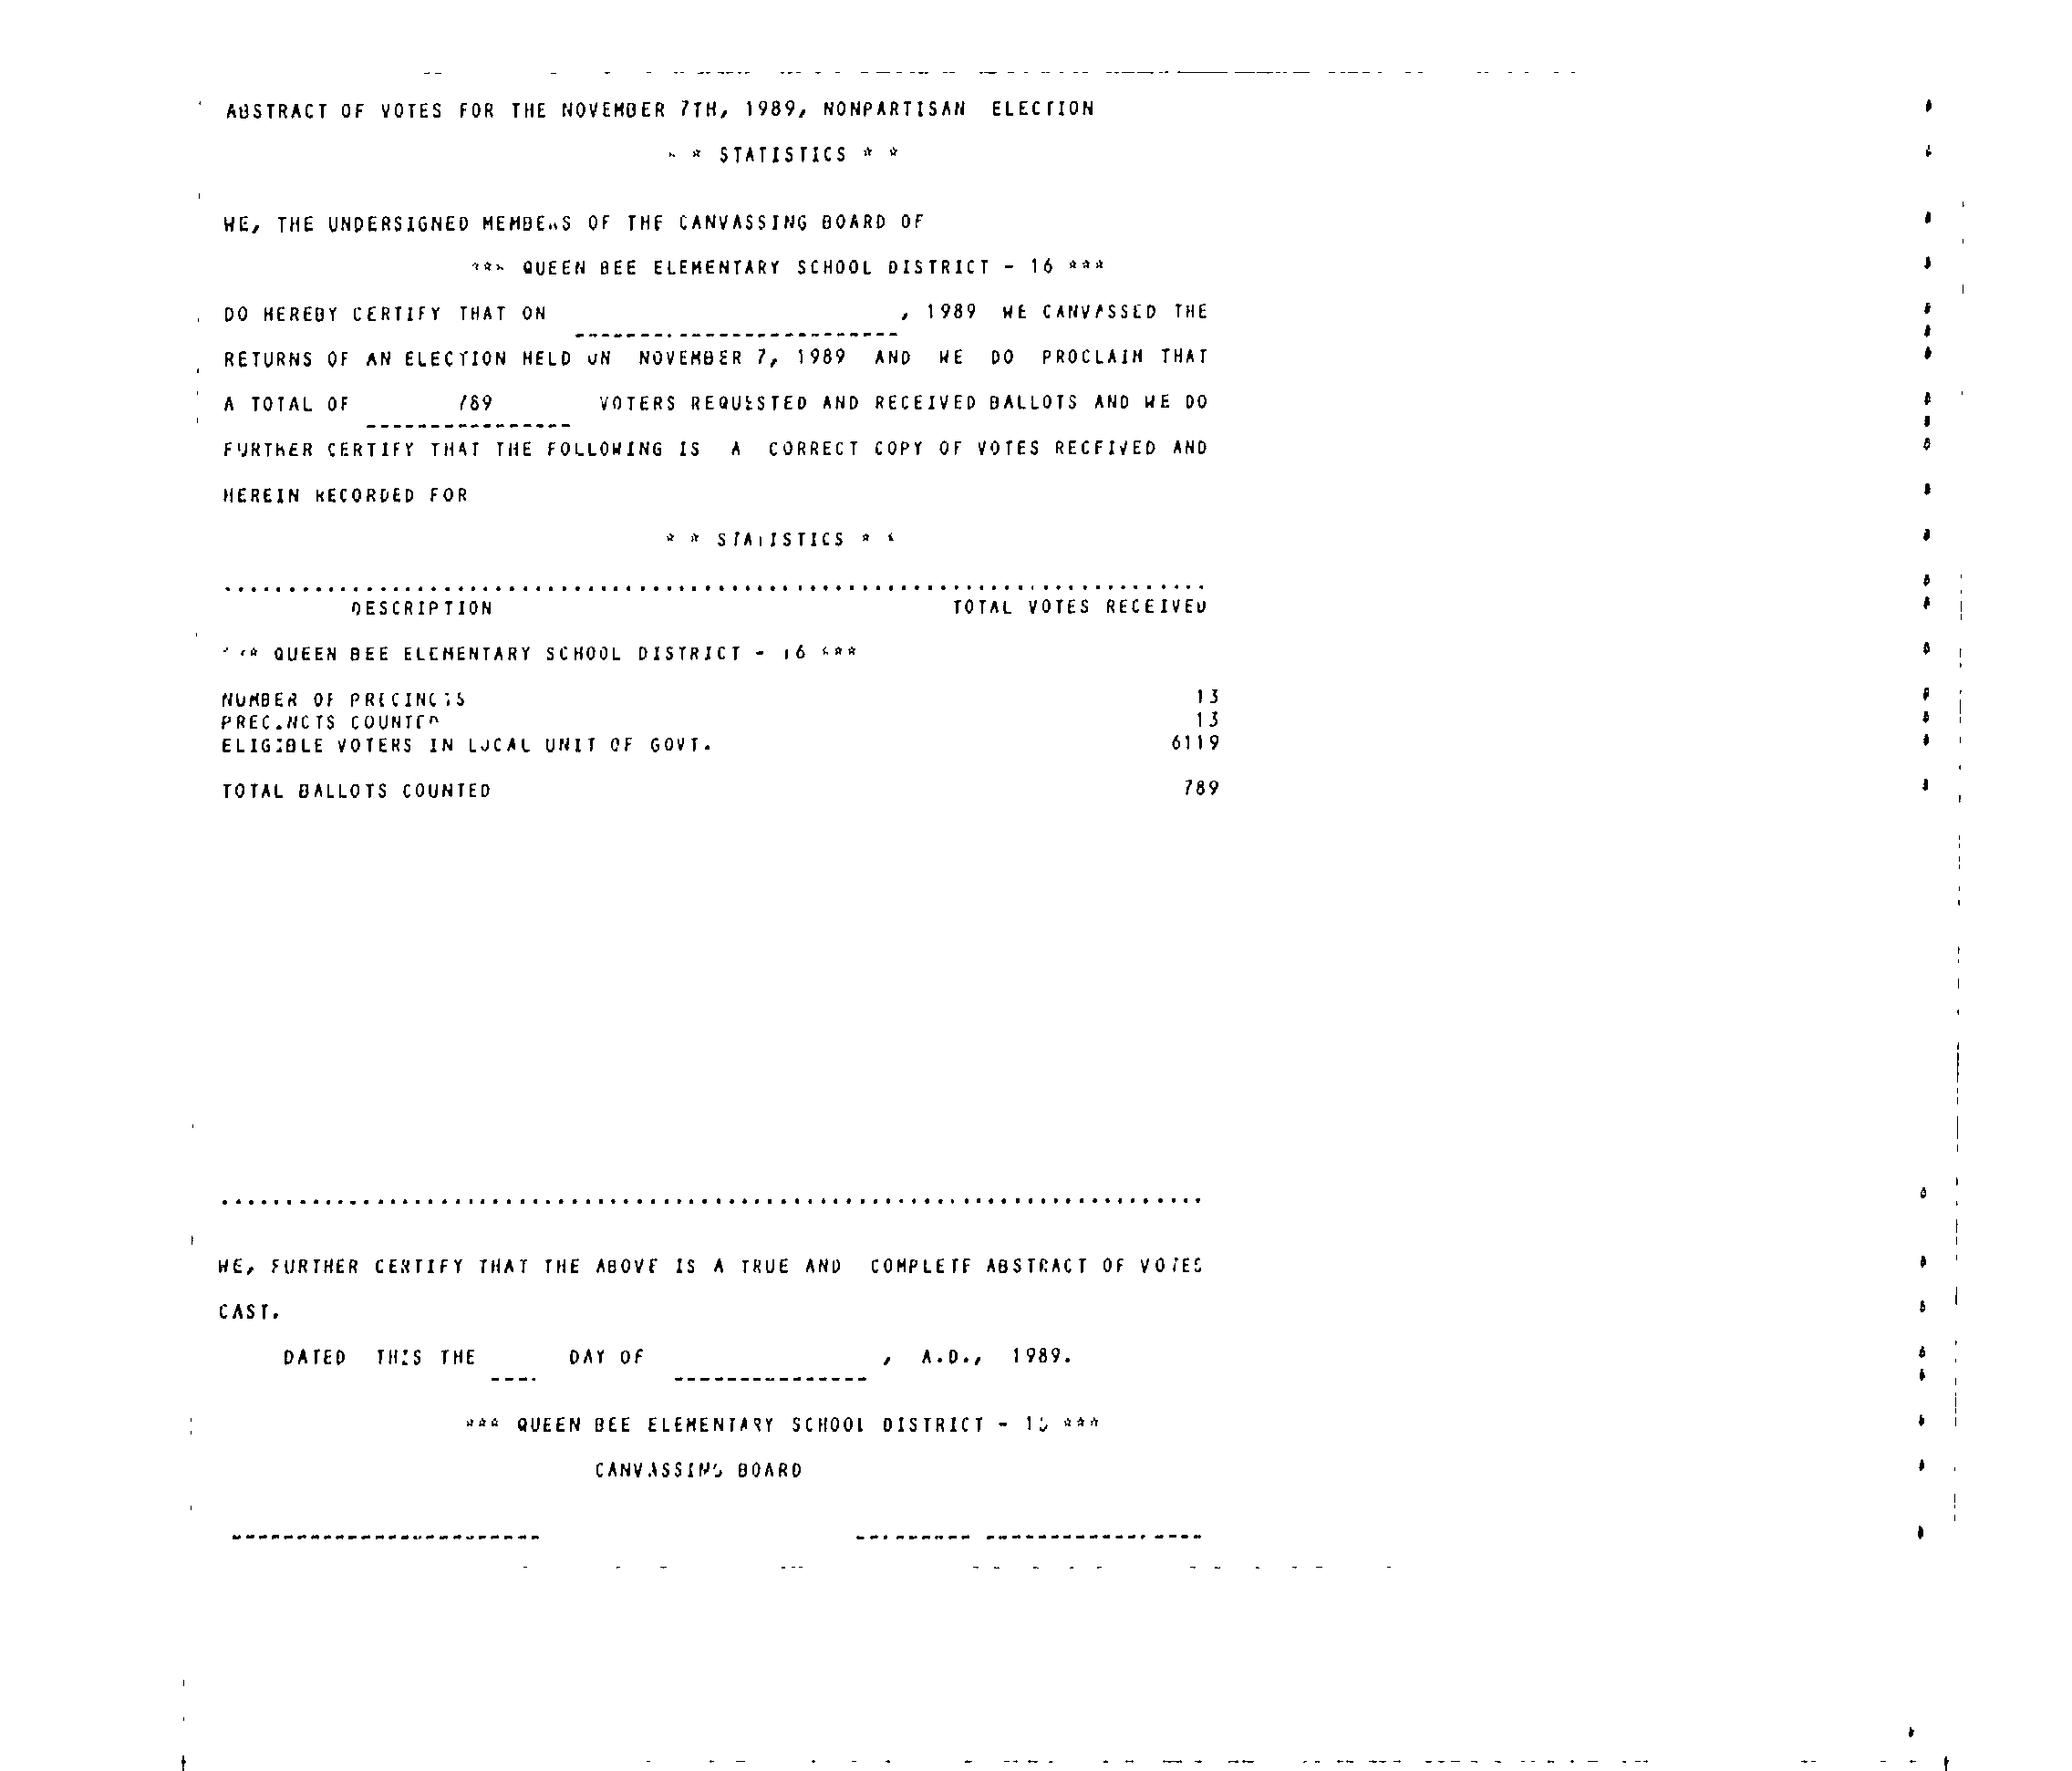 ABSTRACT OF VOTES FOR THE NOVEMBER 7TH, 1989, NONPARTISAN ELECTION
* * STATISTICS * *
WE, THE UNDERSIGNED MEMBERS OF THE CANVASSING BOARD OF
*** QUEEN BEE ELEMENTARY SCHOOL DISTRICT - 16 ***
DO HEREBY CERTIFY THAT ON , 1989 WE CANVASSED THE
RETURNS OF AN ELECTION HELD ON NOVEMBER 7, 1989 AND WE DO PROCLAIM THAT
A TOTAL OF 789 VOTERS REQUESTED AND RECEIVED BALLOTS AND WE DO
FURTHER CERTIFY THAT THE FOLLOWING IS A CORRECT COPY OF VOTES RECEIVED AND
HEREIN RECORDED FOR
* * STATISTICS * *
DESCRIPTION TOTAL VOTES RECEIVED
*** QUEEN BEE ELEMENTARY SCHOOL DISTRICT - 16 ***
NUMBER OF PRECINCTS 13
PRECINCTS COUNTED 13
ELIGIBLE VOTERS IN LOCAL UNIT OF GOVT. 6119
TOTAL BALLOTS COUNTED 789
WE, FURTHER CERTIFY THAT THE ABOVE IS A TRUE AND COMPLETE ABSTRACT OF VOTES
CAST.
DATED THIS THE DAY OF , A.D., 1989.
*** QUEEN BEE ELEMENTARY SCHOOL DISTRICT - 16 ***
CANVASSING BOARD